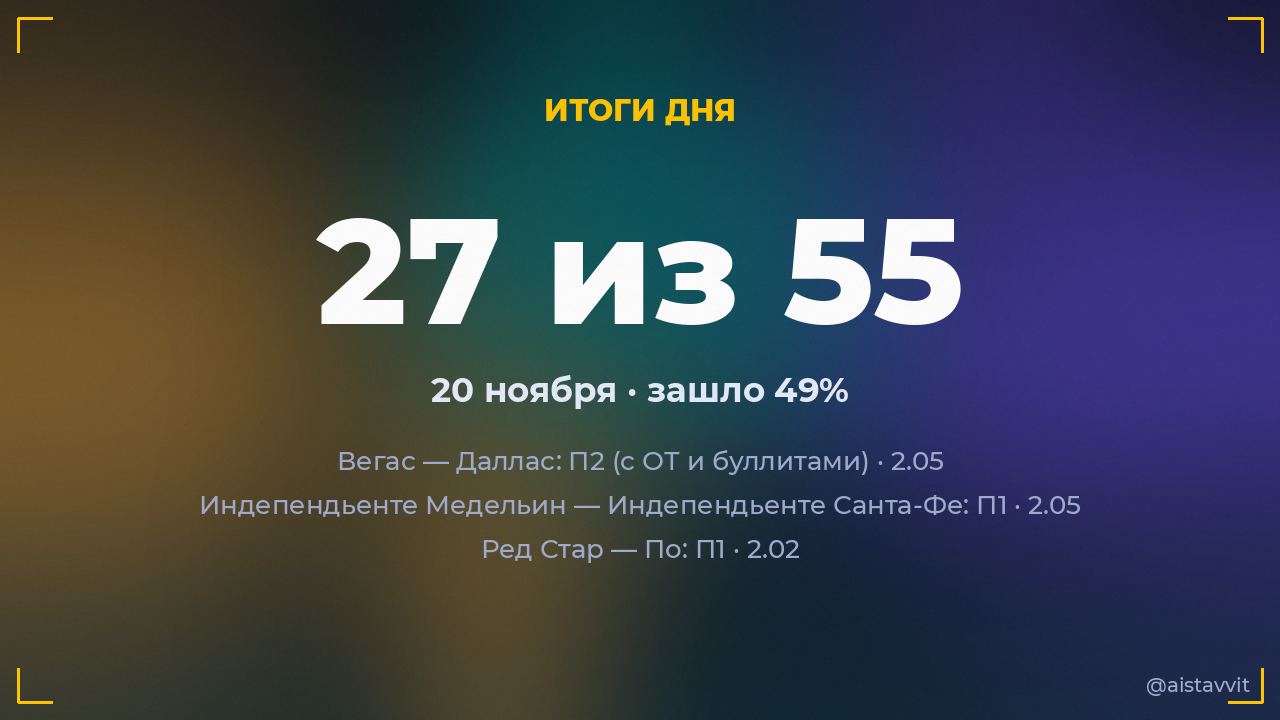 ИТОГИ ДНЯ
27 из 55
20 ноября · зашло 49%
Вегас — Даллас: П2 (с ОТ и буллитами) · 2.05
Индепендьенте Медельин — Индепендьенте Санта-Фе: П1 · 2.05
Ред Стар — По: П1 · 2.02
@aistavvit